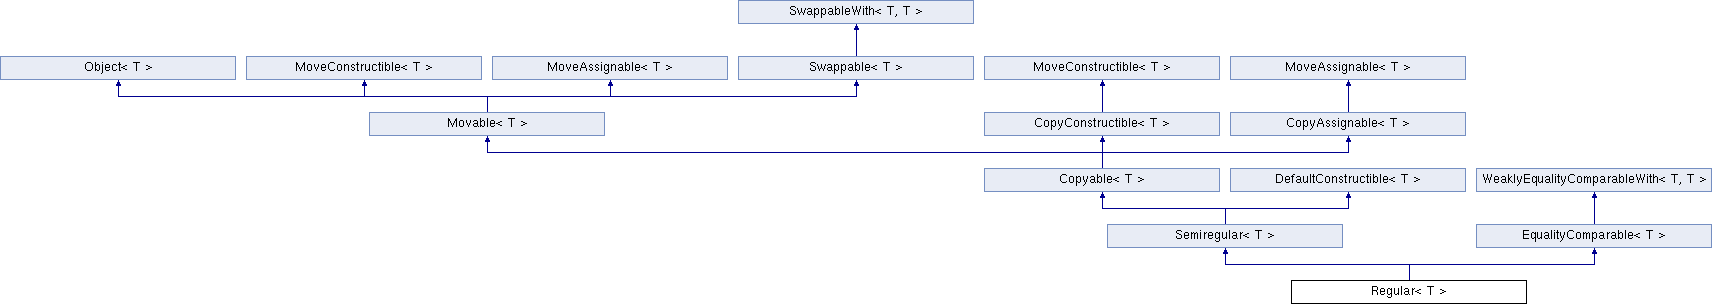 SwappableWith< T, T >
Object< T >
MoveConstructible< T >
MoveAssignable< T >
Swappable< T >
MoveConstructible< T >
MoveAssignable< T >
Movable< T >
CopyConstructible< T >
CopyAssignable< T >
Copyable< T >
DefaultConstructible< T >
WeaklyEqualityComparableWith< T, T >
Semiregular< T >
EqualityComparable< T >
Regular< T >